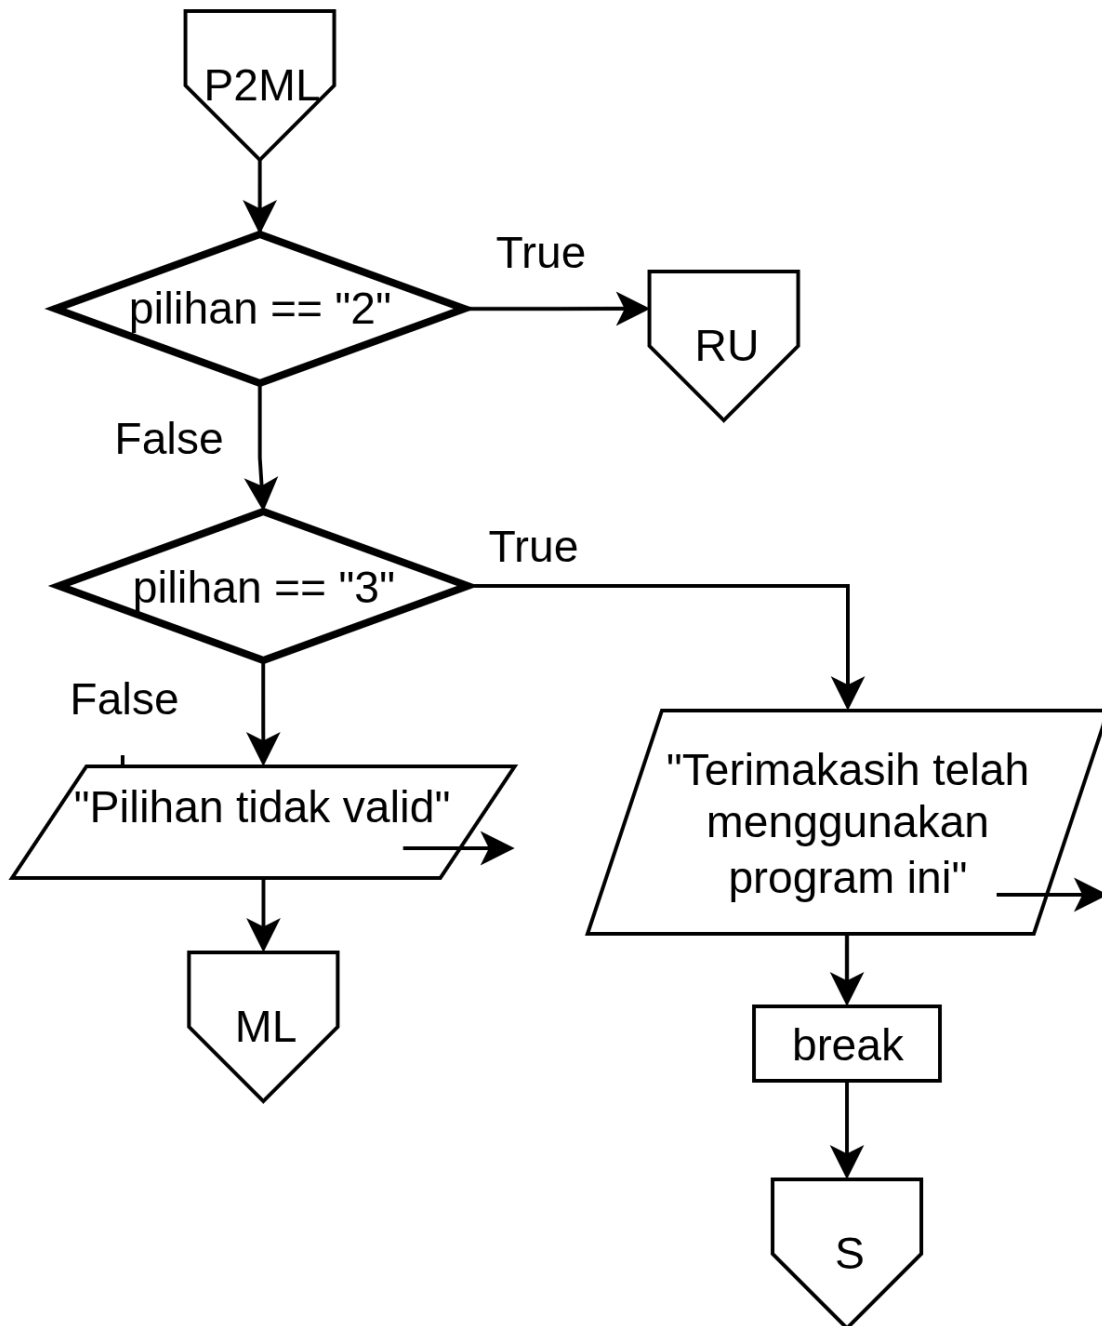 P2ML
pilihan == "2"
True
RU
False
pilihan == "3"
True
False
"Pilihan tidak valid"
"Terimakasih telah
menggunakan
program ini"
ML
break
S